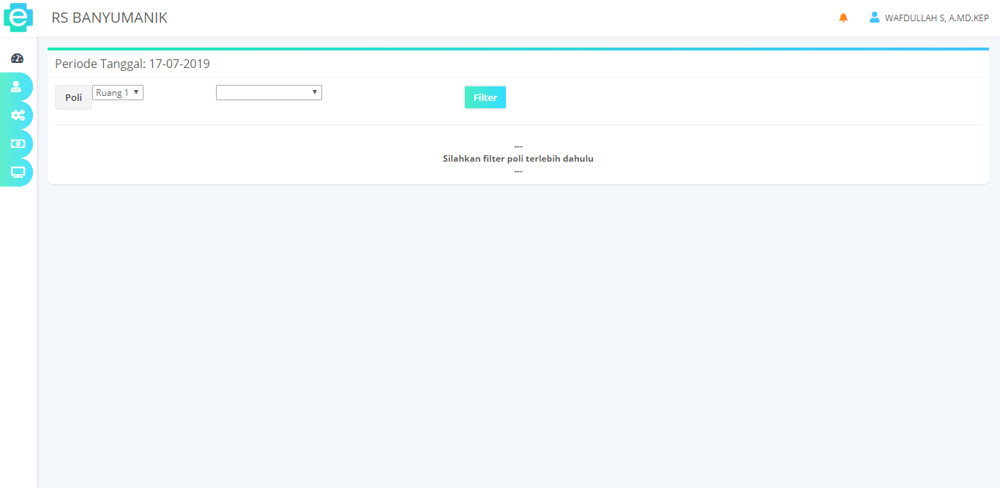 RS BANYUMANIK
WAFDULLAH S, A.MD.KEP
Periode Tanggal: 17-07-2019
Poli
Ruang 1
Filter
---
Silahkan filter poli terlebih dahulu
---